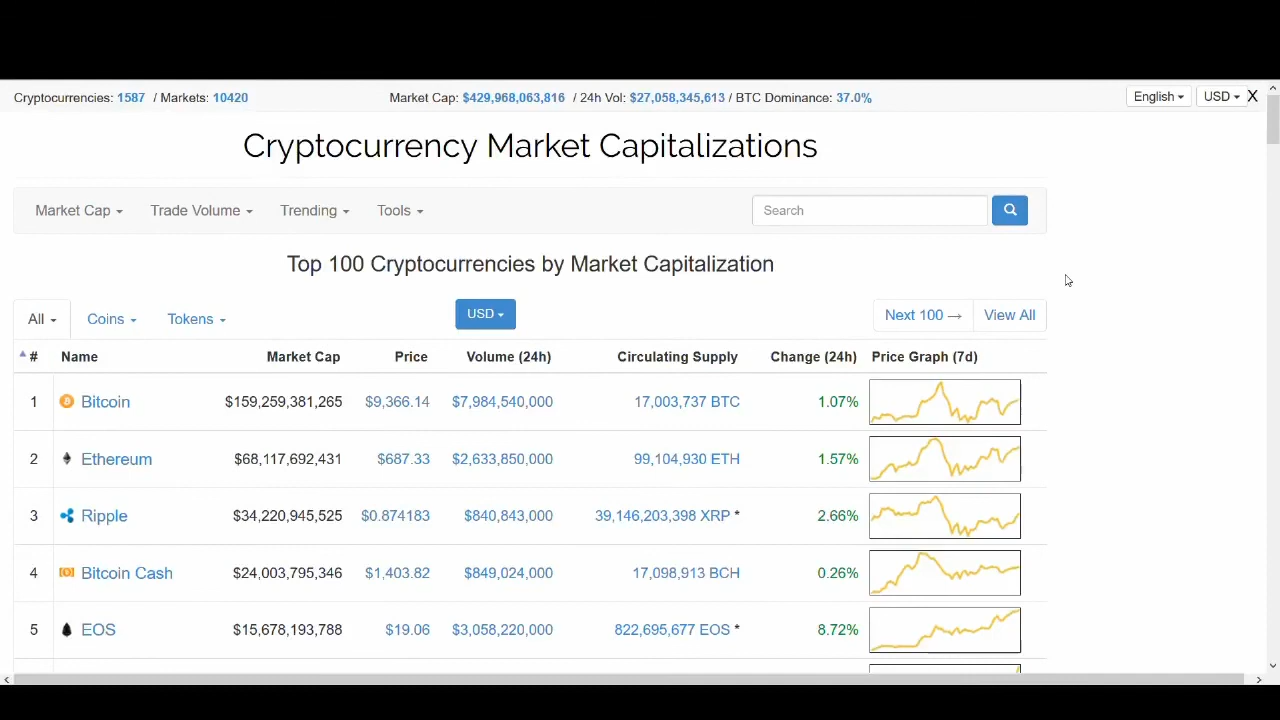 Cryptocurrencies: 1587 / Markets: 10420 Market Cap: $429,968,063,816 / 24h Vol: $27,058,345,613 / BTC Dominance: 37.0% English USD X
Cryptocurrency Market Capitalizations
Market Cap Trade Volume Trending Tools Search
Top 100 Cryptocurrencies by Market Capitalization
All Coins Tokens USD Next 100 → View All
# Name Market Cap Price Volume (24h) Circulating Supply Change (24h) Price Graph (7d)
1 Bitcoin $159,259,381,265 $9,366.14 $7,984,540,000 17,003,737 BTC 1.07%
2 Ethereum $68,117,692,431 $687.33 $2,633,850,000 99,104,930 ETH 1.57%
3 Ripple $34,220,945,525 $0.874183 $840,843,000 39,146,203,398 XRP * 2.66%
4 Bitcoin Cash $24,003,795,346 $1,403.82 $849,024,000 17,098,913 BCH 0.26%
5 EOS $15,678,193,788 $19.06 $3,058,220,000 822,695,677 EOS * 8.72%